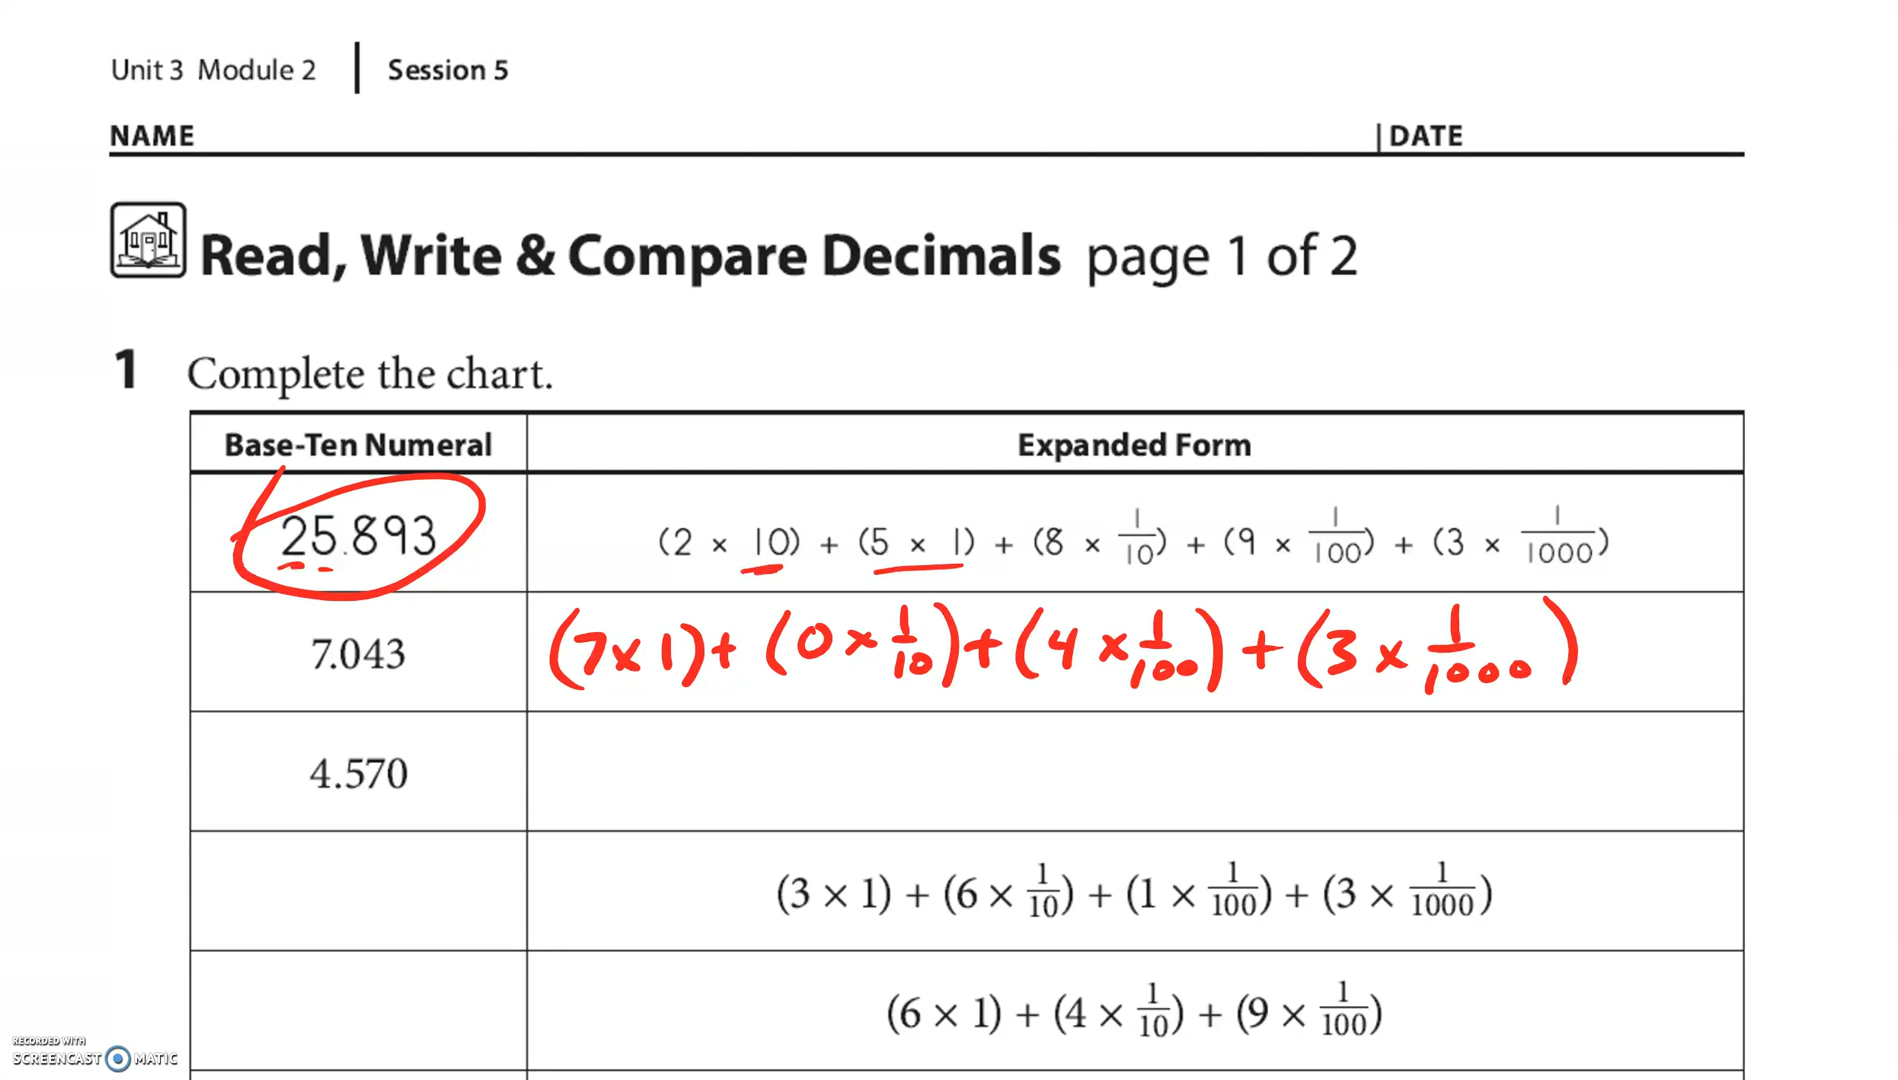 Unit 3 Module 2 | Session 5
NAME | DATE
Read, Write & Compare Decimals page 1 of 2
1 Complete the chart.
Base-Ten Numeral Expanded Form
25.893 (2 × 10) + (5 × 1) + (8 × 1/10) + (9 × 1/100) + (3 × 1/1000)
7.043 (7 × 1) + (0 × 1/10) + (4 × 1/100) + (3 × 1/1000)
4.570
(3 × 1) + (6 × 1/10) + (1 × 1/100) + (3 × 1/1000)
(6 × 1) + (4 × 1/10) + (9 × 1/100)
RECORDED WITH
SCREENCAST MATIC